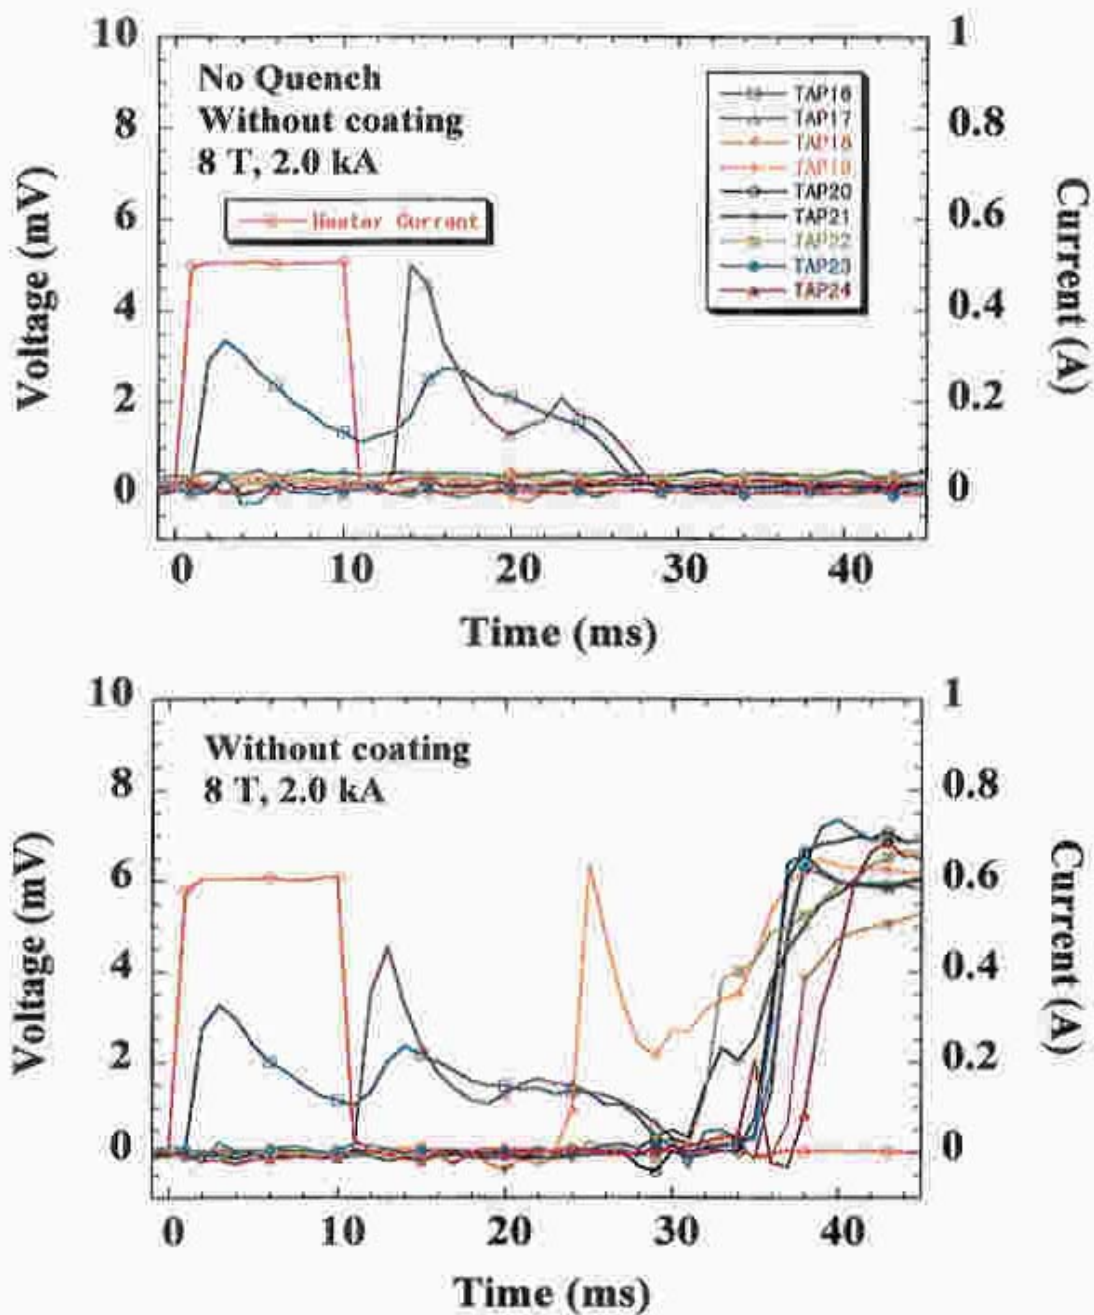 10
8
6
4
2
0
Voltage (mV)
No Quench
Without coating
8 T, 2.0 kA
Heater Current
TAP16
TAP17
TAP18
TAP19
TAP20
TAP21
TAP22
TAP23
TAP24
1
0.8
0.6
0.4
0.2
0
Current (A)
0 10 20 30 40
Time (ms)
10
8
6
4
2
0
Voltage (mV)
Without coating
8 T, 2.0 kA
1
0.8
0.6
0.4
0.2
0
Current (A)
0 10 20 30 40
Time (ms)